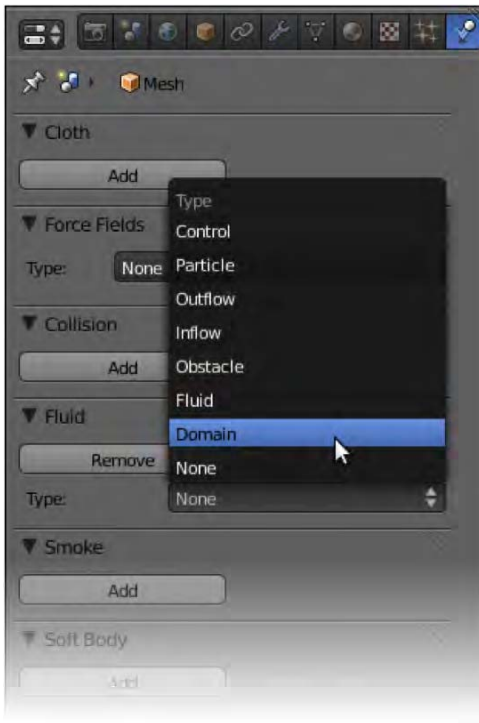 Mesh
Cloth
Add
Force Fields
Type: None
Collision
Add
Fluid
Remove
Type: None
Type
Control
Particle
Outflow
Inflow
Obstacle
Fluid
Domain
None
Smoke
Add
Soft Body
Add